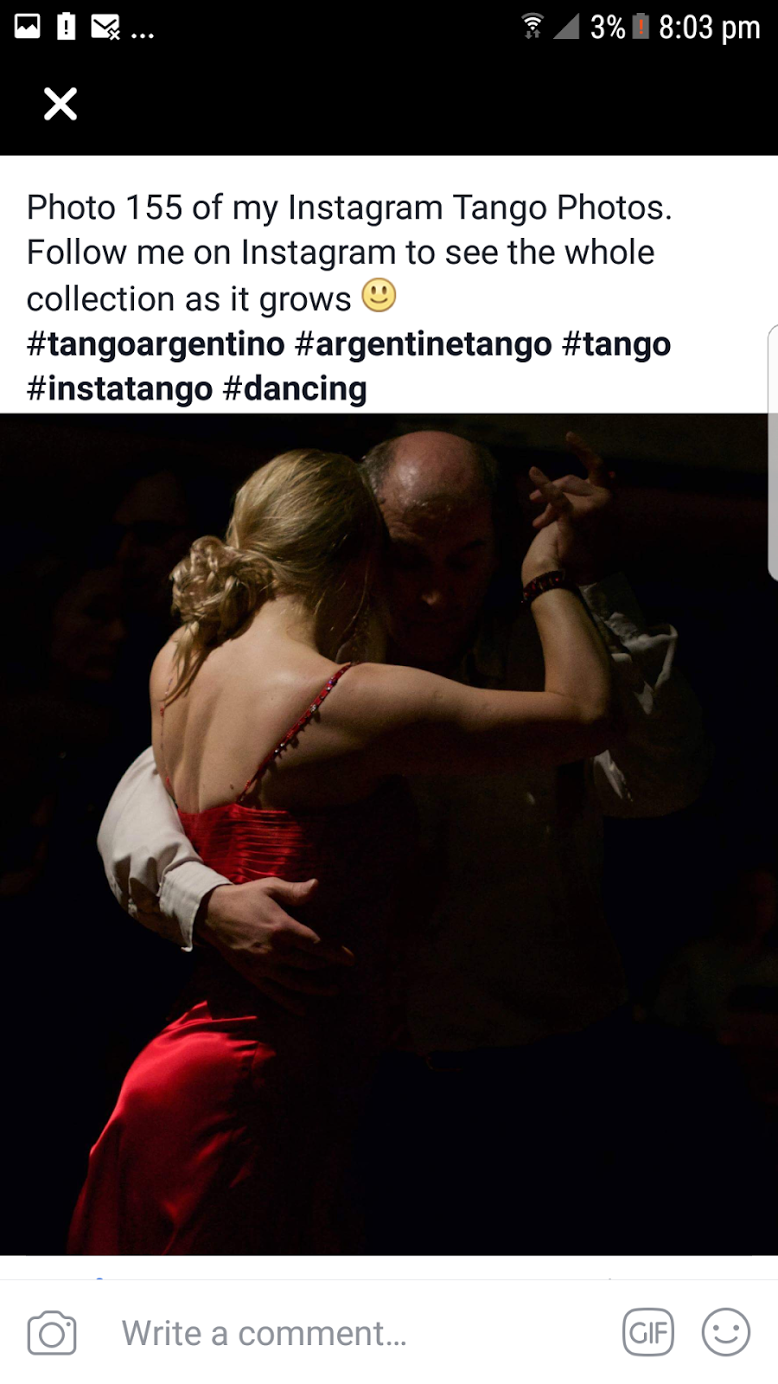 ... 3% 8:03 pm
Photo 155 of my Instagram Tango Photos.
Follow me on Instagram to see the whole
collection as it grows 🙂
#tangoargentino #argentinetango #tango
#instatango #dancing
Write a comment...
GIF